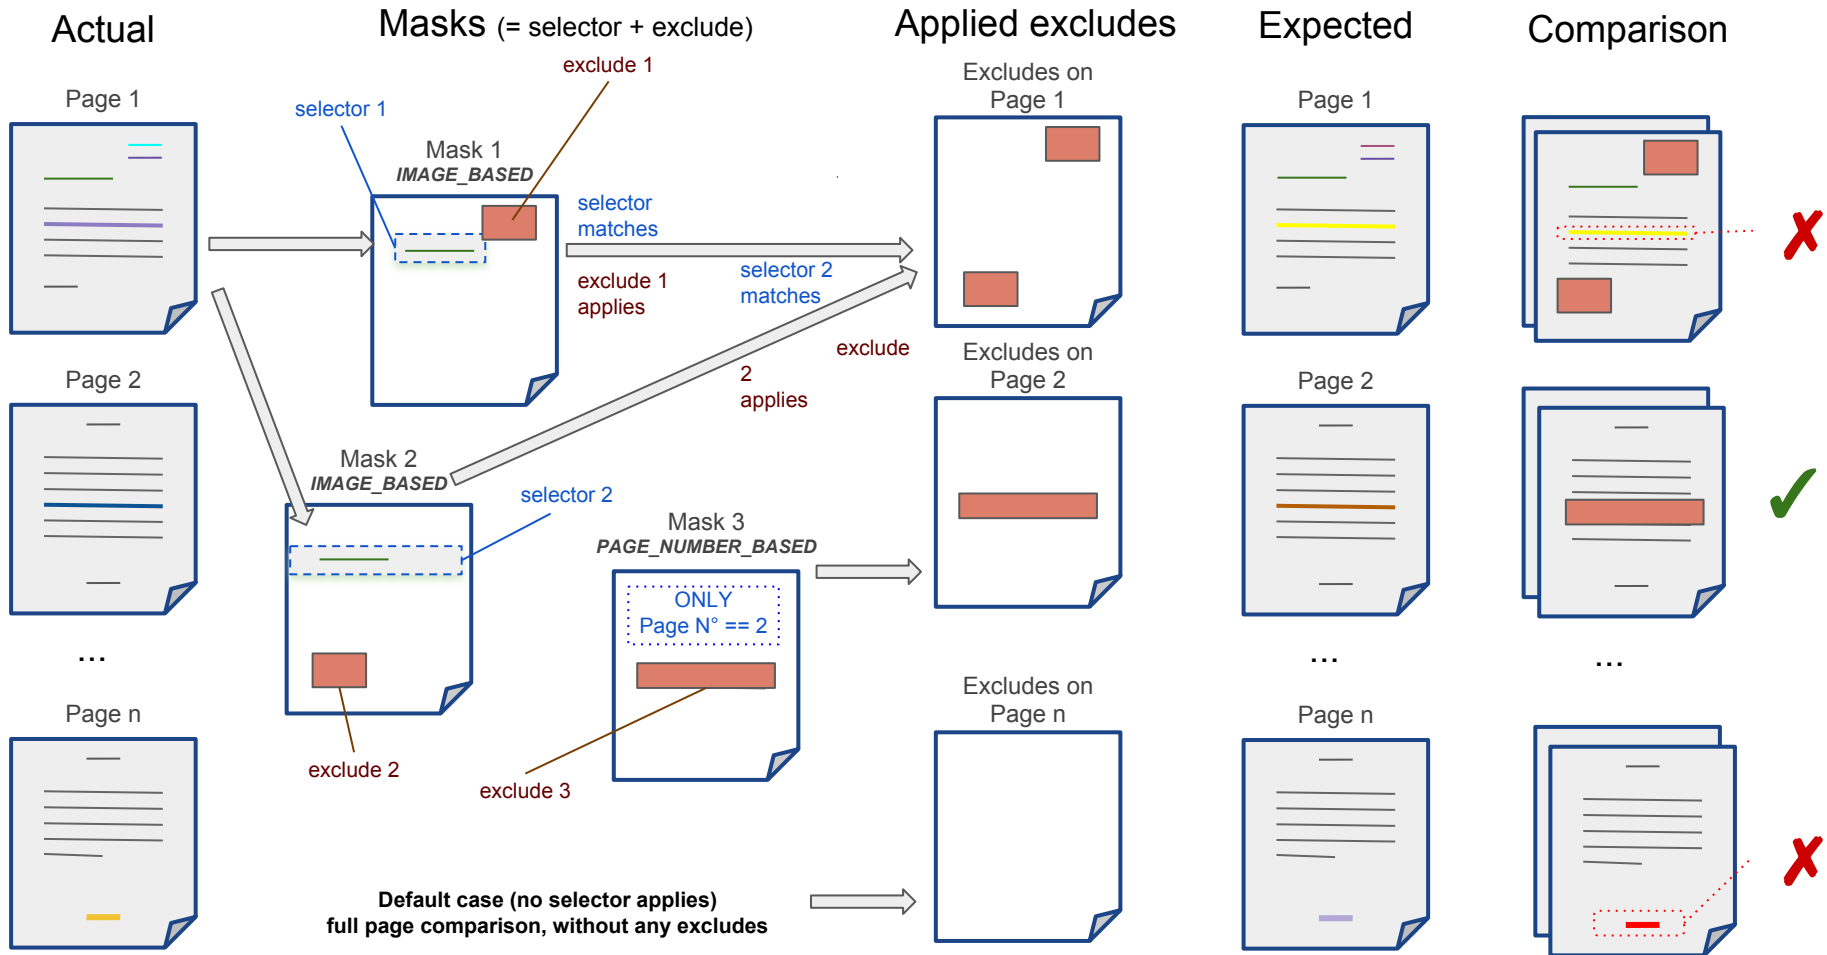 Actual
Masks (= selector + exclude)
Applied excludes
Expected
Comparison
exclude 1
selector 1
Page 1
Mask 1
IMAGE_BASED
selector
matches
exclude 1
applies
selector 2
matches
exclude
2
applies
Excludes on
Page 1
Page 1
Page 2
Mask 2
IMAGE_BASED
selector 2
exclude 2
Mask 3
PAGE_NUMBER_BASED
ONLY
Page N° == 2
exclude 3
Excludes on
Page 2
Page 2
...
...
...
Page n
Default case (no selector applies)
full page comparison, without any excludes
Excludes on
Page n
Page n